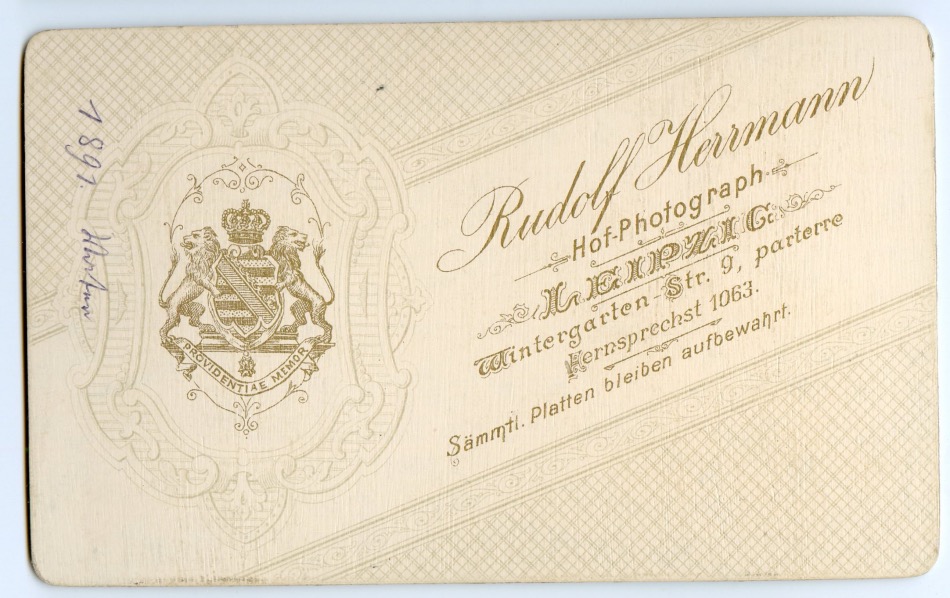 1891.
PROVIDENTIAE MEMOR
Rudolf Herrmann
Hof-Photograph
LEIPZIG
Wintergarten-Str. 9, parterre
Fernsprechst 1063.
Sämmtl. Platten bleiben aufbewahrt.